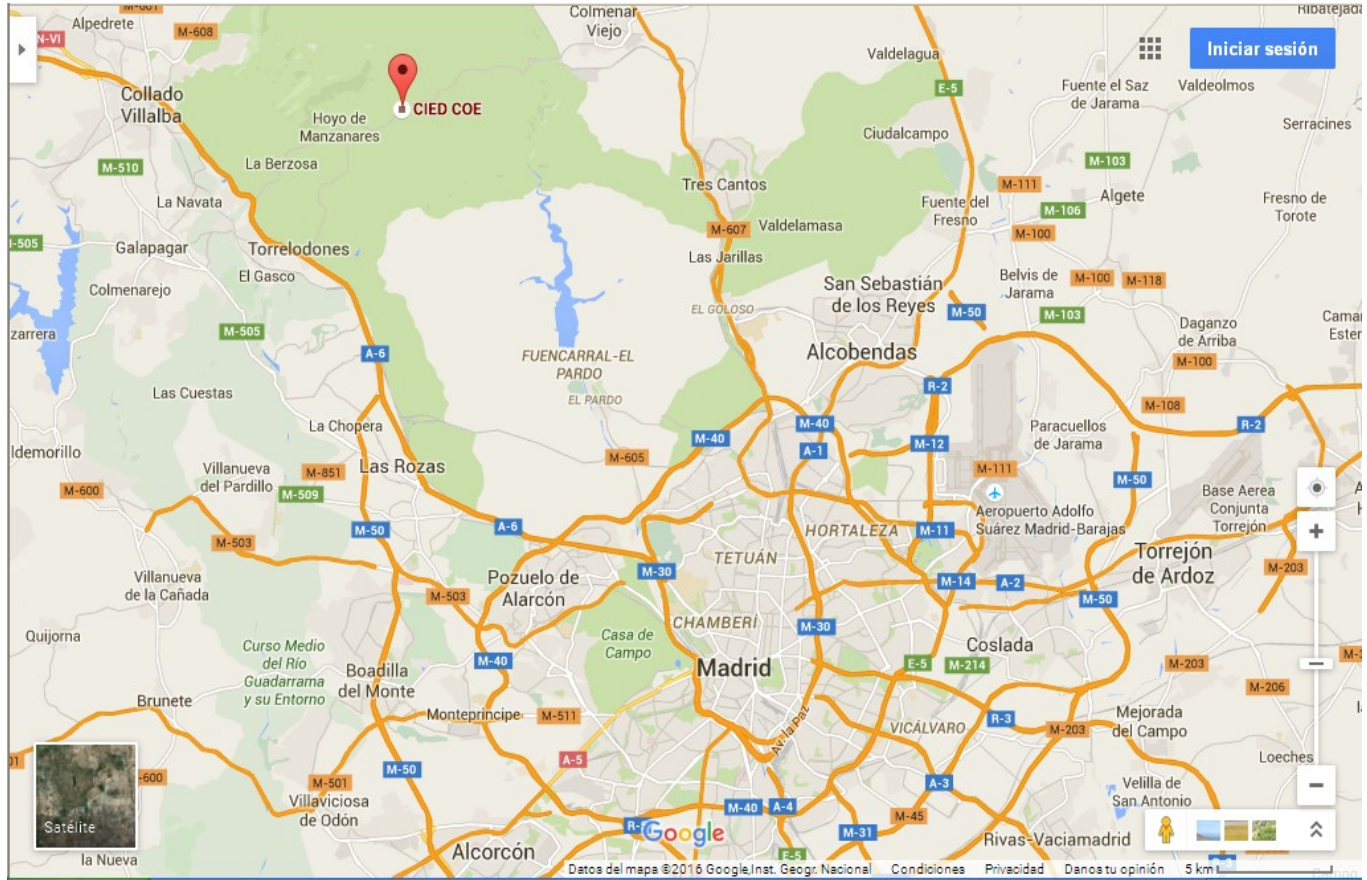 M-601
Colmenar
Viejo
Ribatejada
Alpedrete
M-608
N-VI
Iniciar sesión
Valdelagua
Collado
Villalba
CIED COE
E-5
Fuente el Saz
de Jarama
Valdeolmos
Hoyo de
Manzanares
Serracines
Ciudalcampo
La Berzosa
M-510
M-103
Tres Cantos
M-111
Algete
La Navata
Fuente del
Fresno
M-106
Fresno de
Torote
Valdelamasa
M-607
M-100
-505
Galapagar
Torrelodones
Las Jarillas
El Gasco
Belvis de
Jarama
M-100
M-118
Colmenarejo
San Sebastián
de los Reyes
EL GOLOSO
M-50
M-103
zarrera
M-505
Daganzo
de Arriba
A-6
FUENCARRAL-EL
PARDO
Alcobendas
M-100
EL PARDO
R-2
Las Cuestas
M-108
La Chopera
M-40
M-40
A-1
M-12
Paracuellos
de Jarama
R-2
ldemorillo
Villanueva
del Pardillo
M-851
Las Rozas
M-605
M-111
M-600
M-509
M-50
Base Aerea
Conjunta
Torrejón
Aeropuerto Adolfo
Suárez Madrid-Barajas
M-50
A-6
M-503
HORTALEZA
M-11
TETUÁN
Torrejón
de Ardoz
M-203
Villanueva
de la Cañada
Pozuelo de
Alarcón
M-30
M-14
A-2
M-503
M-50
CHAMBERÍ
M-30
Quijorna
Curso Medio
del Río
Guadarrama
y su Entorno
Casa de
Campo
Coslada
M-40
Madrid
E-5
M-214
M-203
Boadilla
del Monte
M-206
Brunete
Monteprincipe
M-511
Av. la Paz
VICÁLVARO
R-3
M-203
Mejorada
del Campo
A-5
Loeches
M-50
-600
M-501
A-3
Villaviciosa
de Odón
Velilla de
San Antonio
M-40
A-4
M-45
Satélite
Google
M-31
Rivas-Vaciamadrid
Alcorcón
E-5
la Nueva
Datos del mapa ©2016 Google,Inst. Geogr. Nacional Condiciones Privacidad Danos tu opinión 5 km